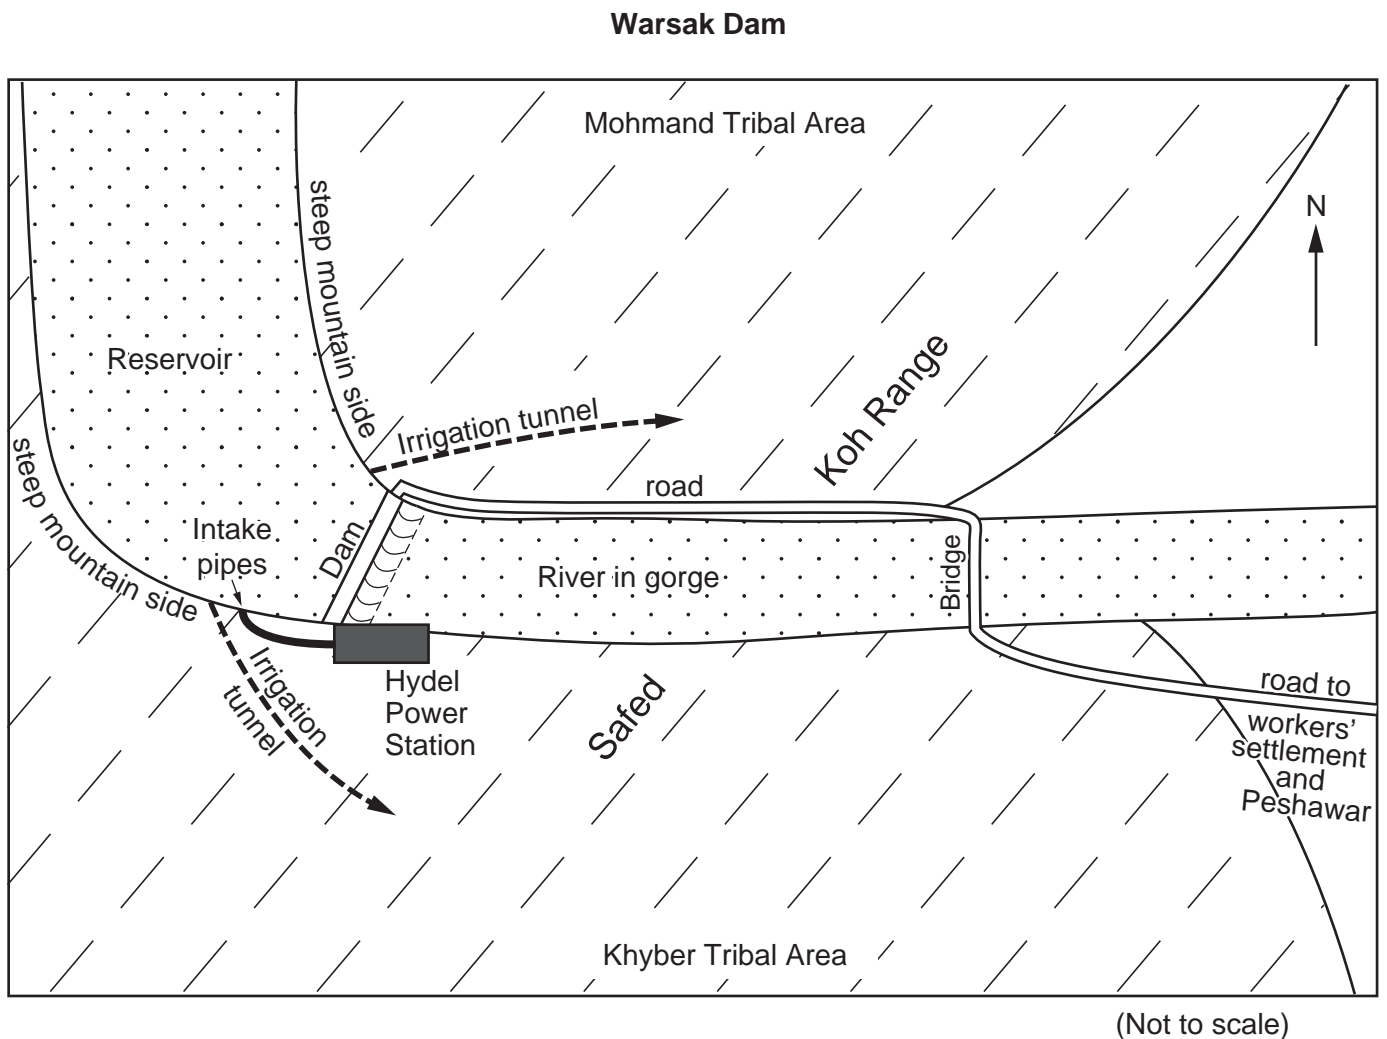 Warsak Dam
Mohmand Tribal Area
N
steep mountain side
Reservoir
Koh Range
Irrigation tunnel
steep mountain side
road
Intake
pipes
Dam
River in gorge
Bridge
Irrigation
tunnel
Hydel
Power
Station
Safed
road to
workers’
settlement
and
Peshawar
Khyber Tribal Area
(Not to scale)